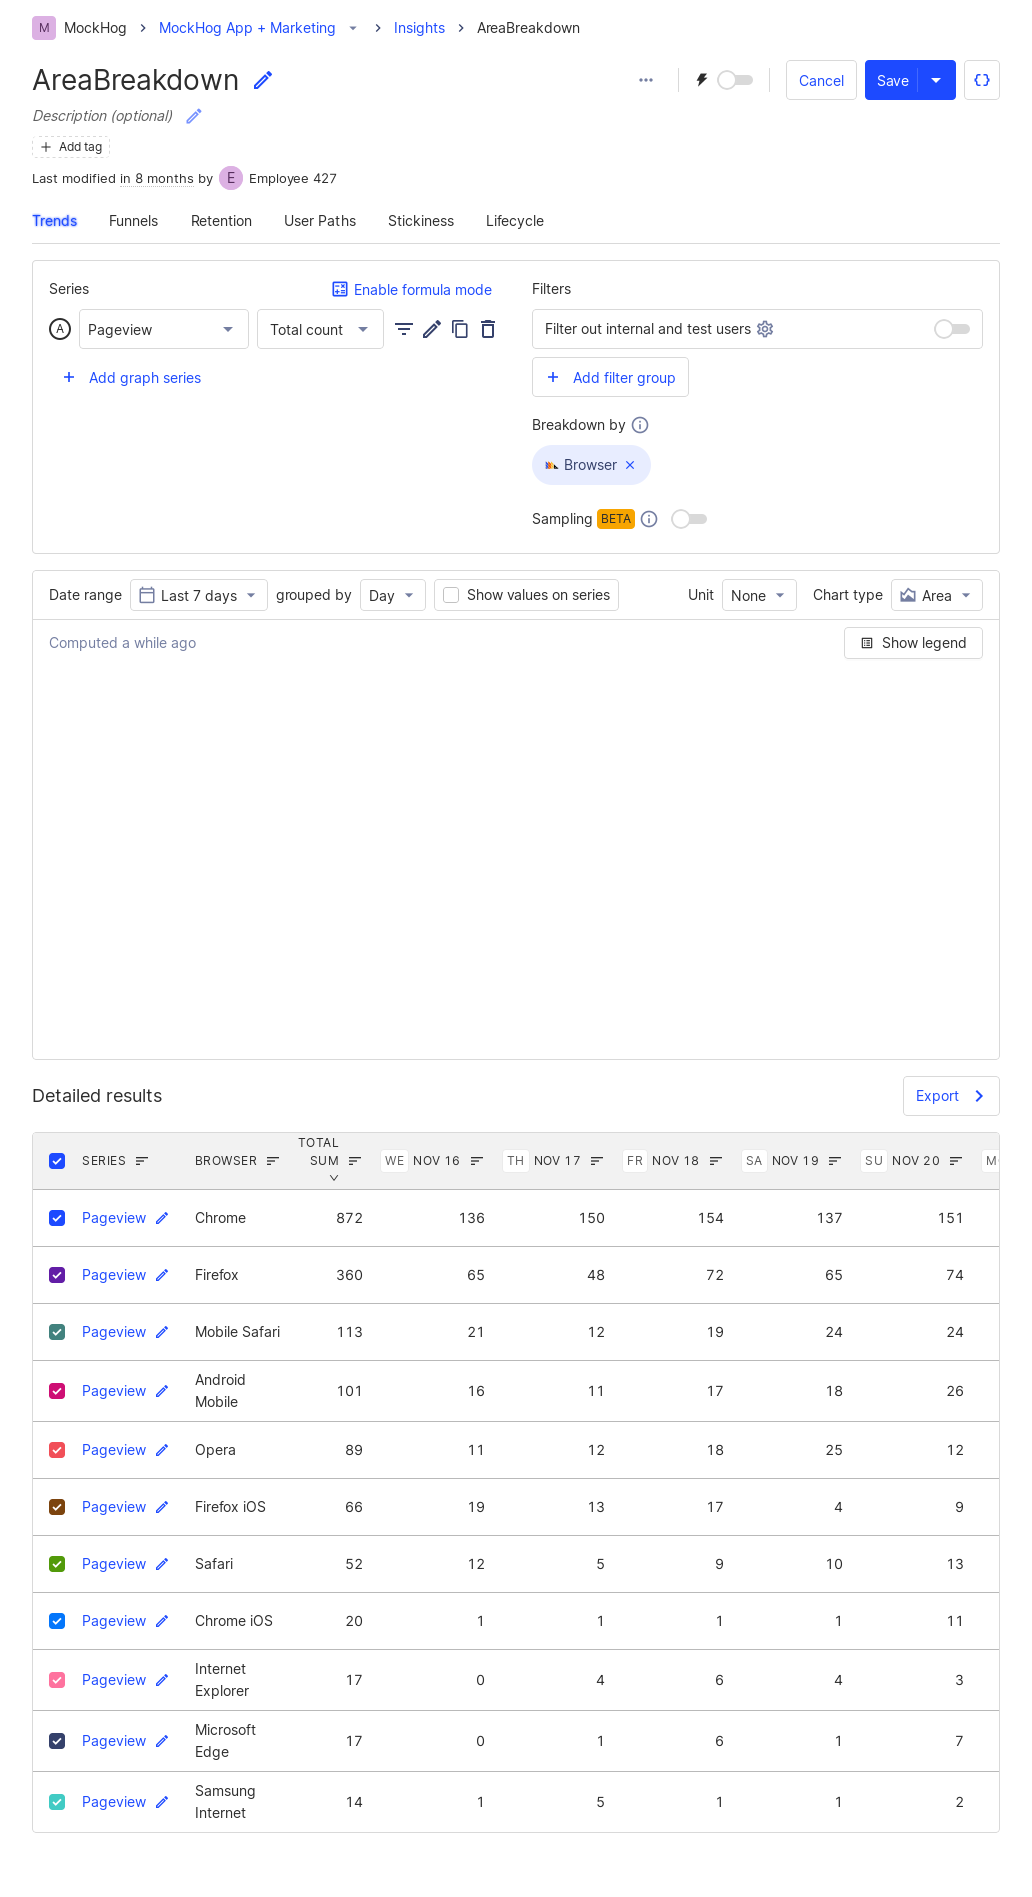 M MockHog > MockHog App + Marketing > Insights > AreaBreakdown
AreaBreakdown
Cancel Save
Description (optional)
Add tag
Last modified in 8 months by E Employee 427
Trends Funnels Retention User Paths Stickiness Lifecycle
Series Enable formula mode
A Pageview Total count
Add graph series
Filters
Filter out internal and test users
Add filter group
Breakdown by
Browser
Sampling BETA
Date range Last 7 days grouped by Day Show values on series Unit None Chart type Area
Computed a while ago Show legend
Detailed results Export
SERIES BROWSER TOTAL SUM WE NOV 16 TH NOV 17 FR NOV 18 SA NOV 19 SU NOV 20
Pageview Chrome 872 136 150 154 137 151
Pageview Firefox 360 65 48 72 65 74
Pageview Mobile Safari 113 21 12 19 24 24
Pageview Android Mobile 101 16 11 17 18 26
Pageview Opera 89 11 12 18 25 12
Pageview Firefox iOS 66 19 13 17 4 9
Pageview Safari 52 12 5 9 10 13
Pageview Chrome iOS 20 1 1 1 1 11
Pageview Internet Explorer 17 0 4 6 4 3
Pageview Microsoft Edge 17 0 1 6 1 7
Pageview Samsung Internet 14 1 5 1 1 2